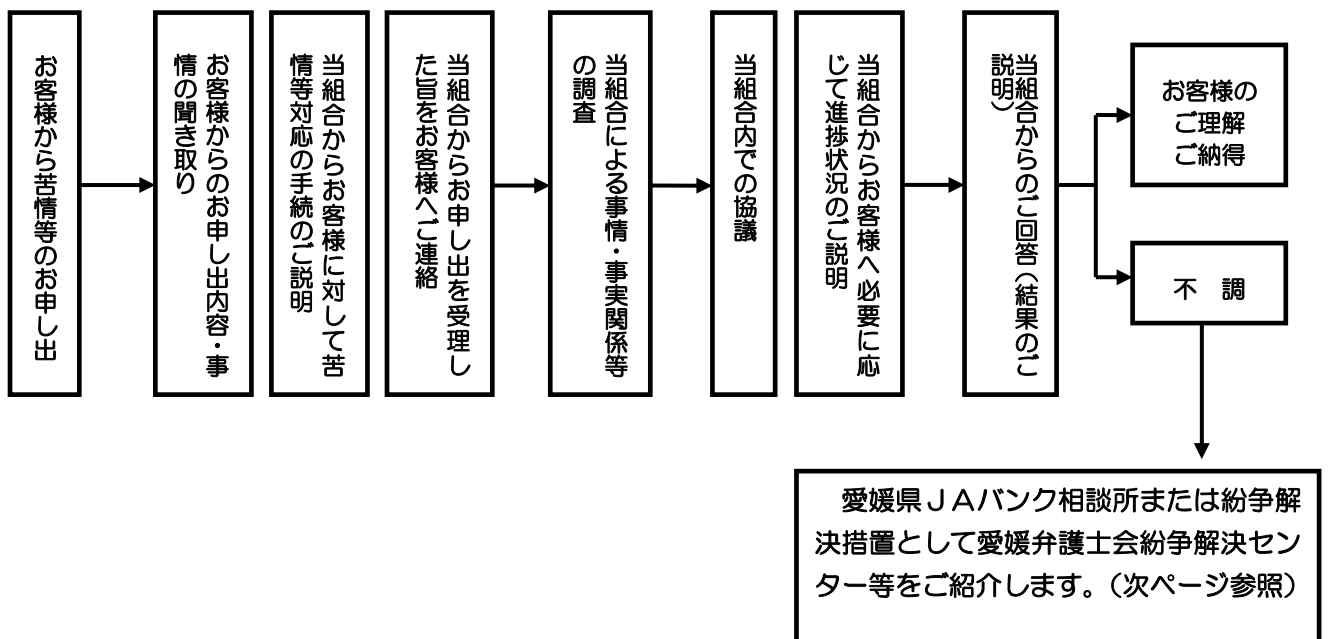 お客様から苦情等のお申し出
お客様からのお申し出内容・事
情の聞き取り
当組合からお客様に対して苦
情等対応の手続のご説明
当組合からお申し出を受理し
た旨をお客様へご連絡
当組合による事情・事実関係等
の調査
当組合内での協議
当組合からお客様へ必要に応
じて進捗状況のご説明
当組合からのご回答（結果のご
説明）
お客様の
ご理解
ご納得
不　調
愛媛県ＪＡバンク相談所または紛争解
決措置として愛媛弁護士会紛争解決セン
ター等をご紹介します。（次ページ参照）